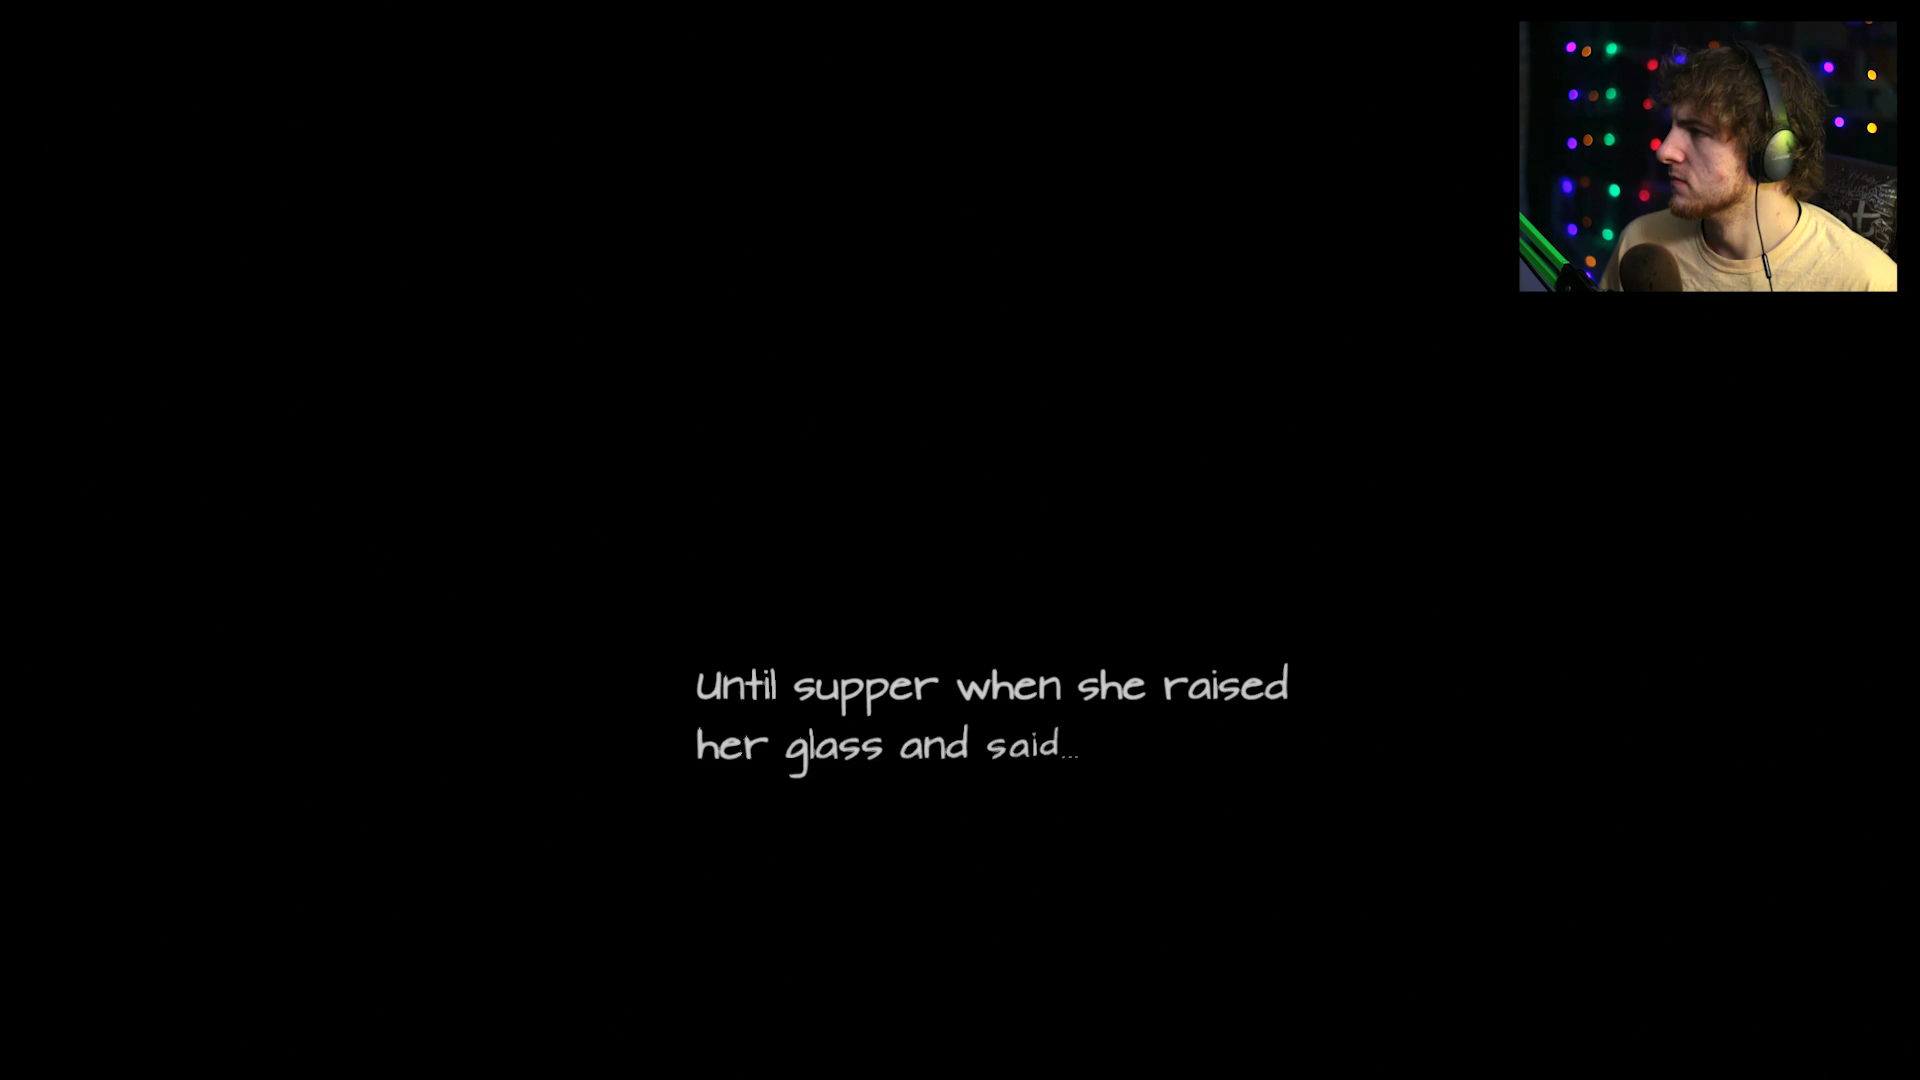 Until supper when she raised
her glass and said...